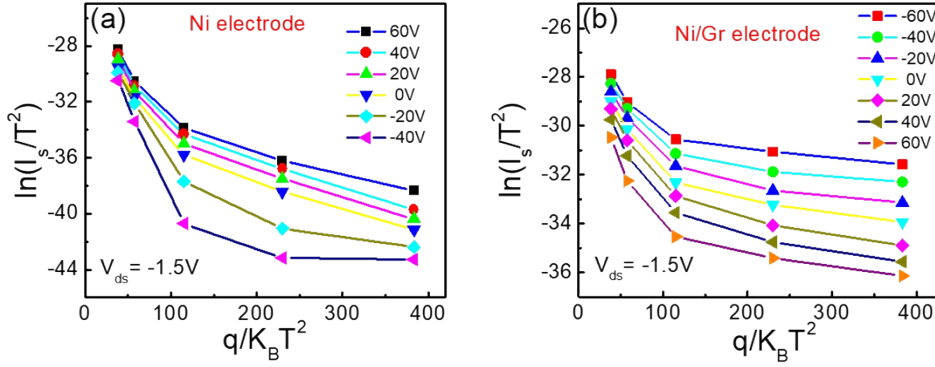 (a)
Ni electrode
60V
40V
20V
0V
-20V
-40V
-28
-32
-36
-40
-44
ln(Is/T²)
Vds= -1.5V
0
100
200
300
400
q/KBT²
(b)
Ni/Gr electrode
-60V
-40V
-20V
0V
20V
40V
60V
-26
-28
-30
-32
-34
-36
ln(Is/T²)
Vds= -1.5V
0
100
200
300
400
q/KBT²